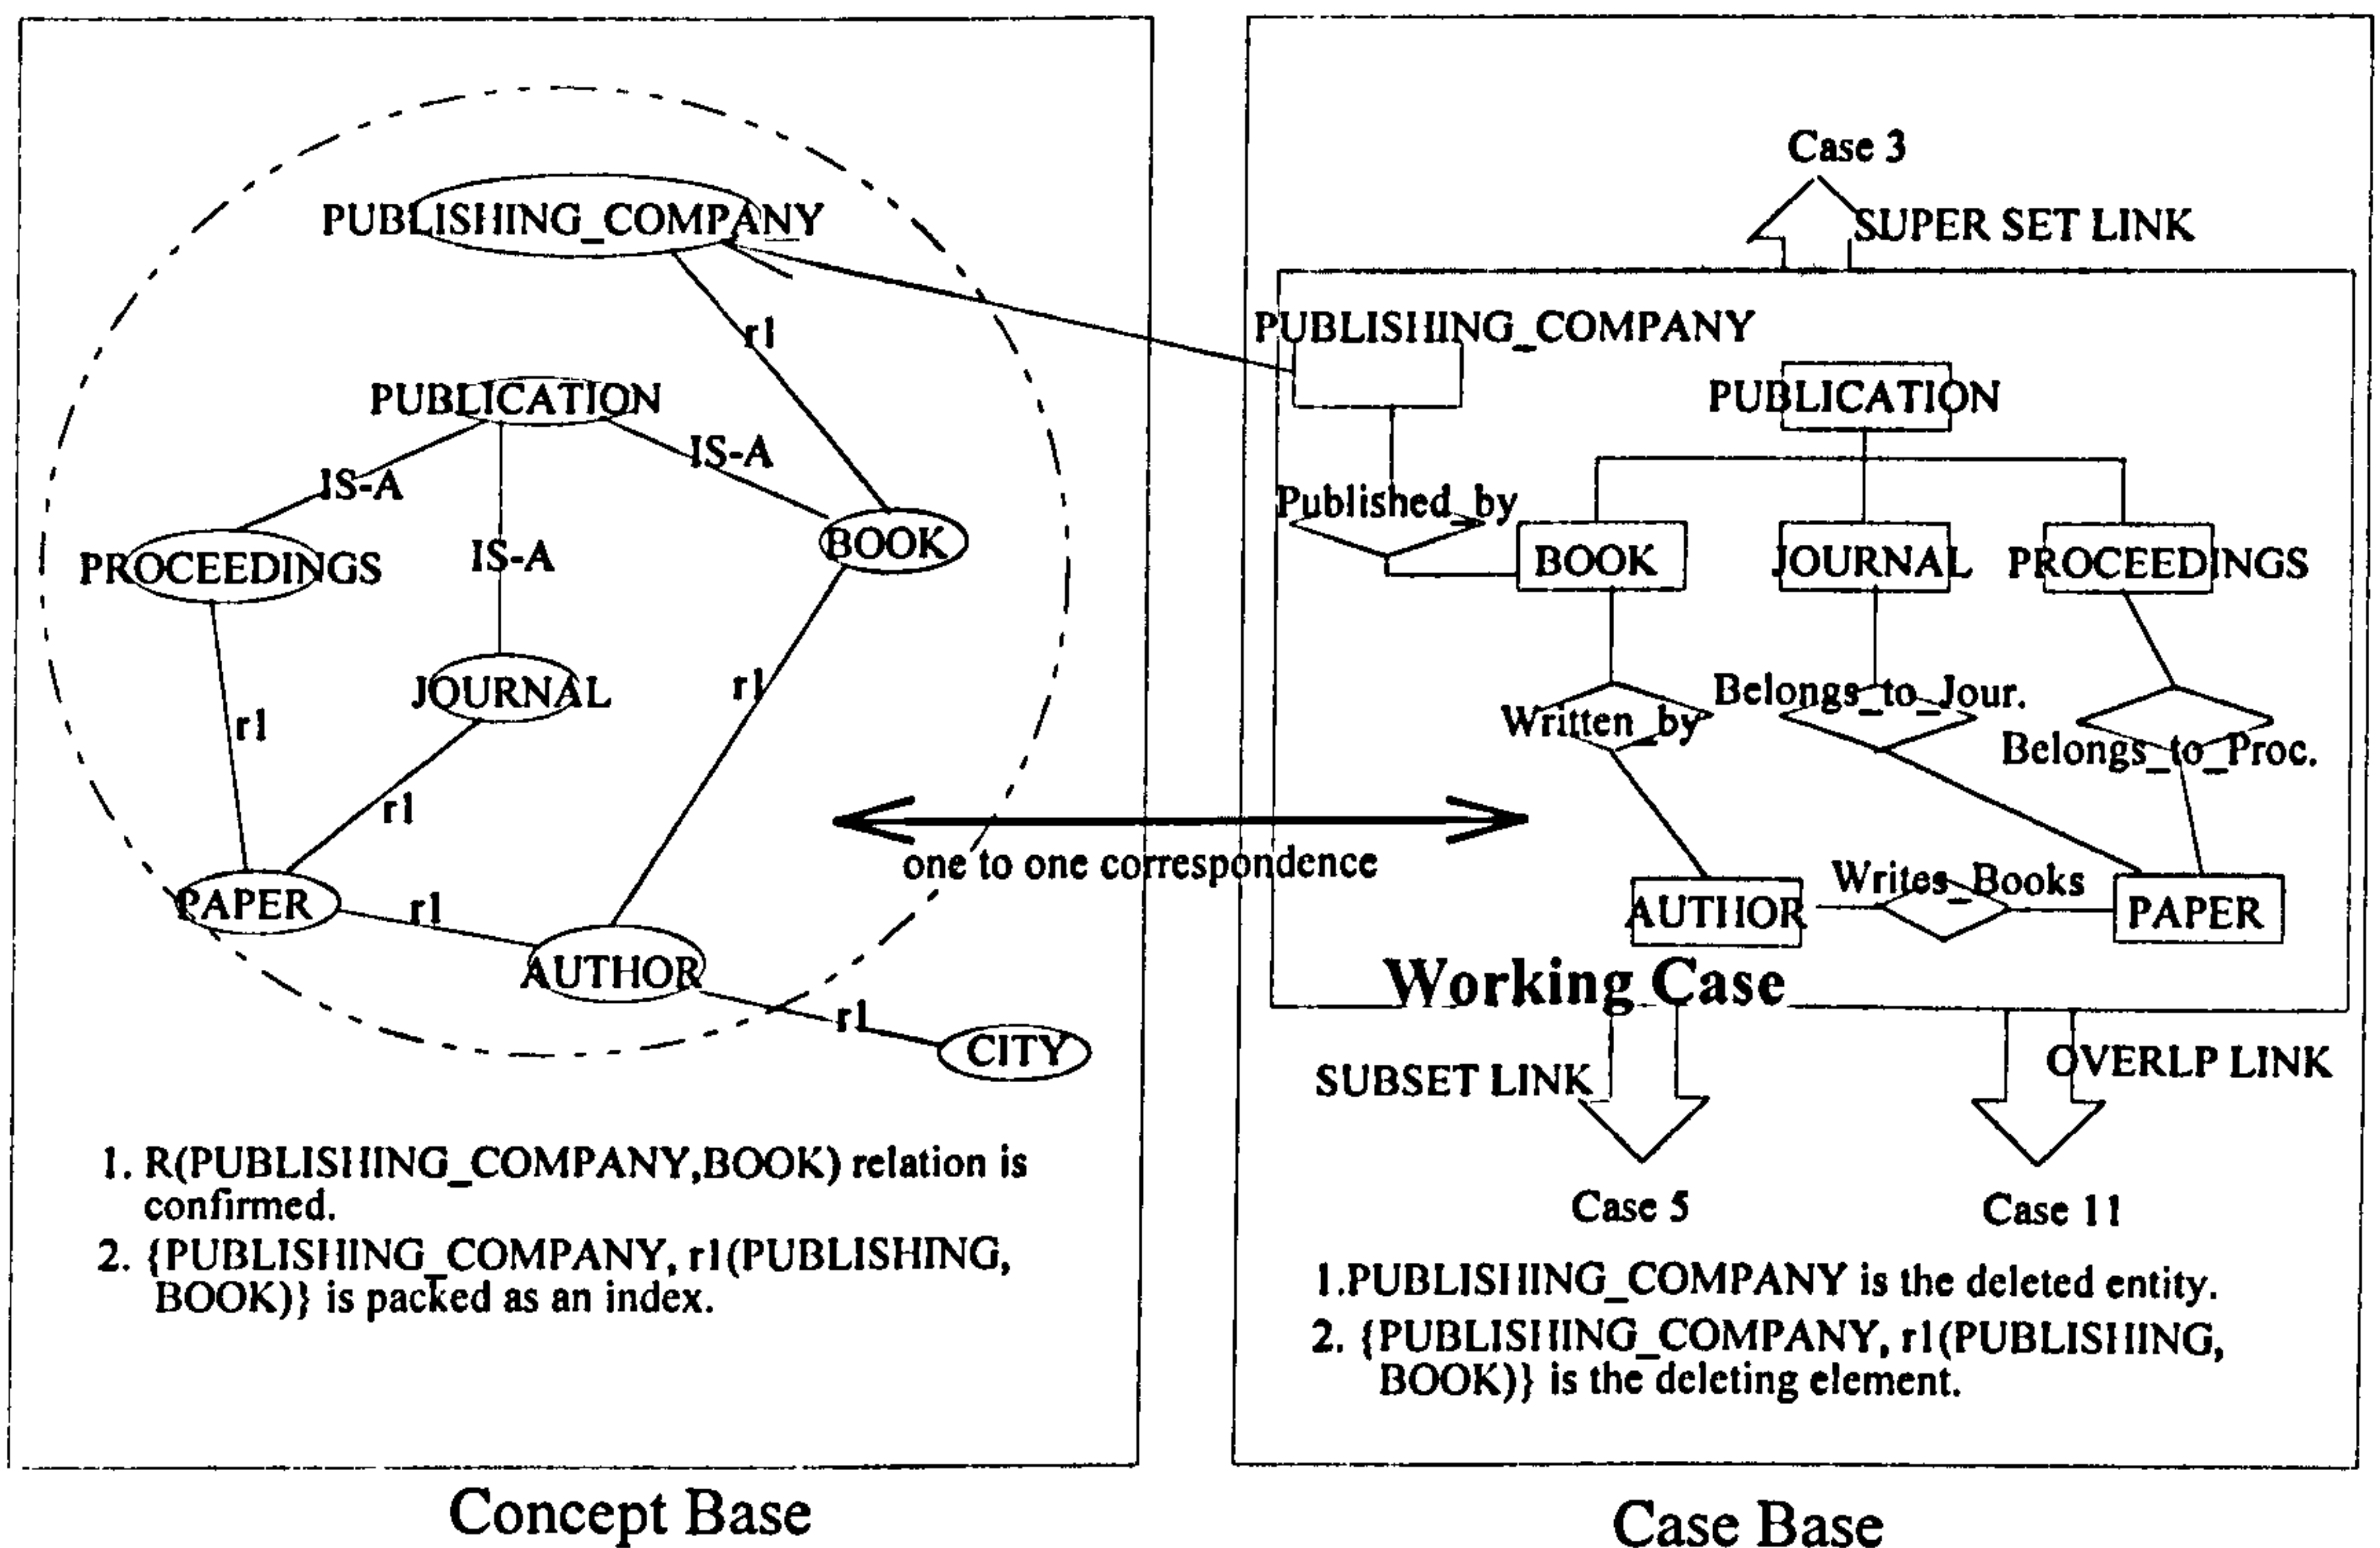 PUBLISHING_COMPANY
r1
PUBLICATION
IS-A
IS-A
PROCEEDINGS
IS-A
BOOK
JOURNAL
r1
r1
r1
PAPER
r1
AUTHOR
r1
CITY
1. R(PUBLISHING_COMPANY,BOOK) relation is
confirmed.
2. {PUBLISHING_COMPANY, r1(PUBLISHING,
BOOK)} is packed as an index.
Concept Base
one to one correspondence
Case 3
SUPER SET LINK
PUBLISHING_COMPANY
PUBLICATION
Published_by
BOOK
JOURNAL
PROCEEDINGS
Written_by
Belongs_to_Jour.
Belongs_to_Proc.
Writes_Books
AUTHOR
PAPER
Working Case
SUBSET LINK
OVERLP LINK
Case 5
Case 11
1.PUBLISHING_COMPANY is the deleted entity.
2. {PUBLISHING_COMPANY, r1(PUBLISHING,
BOOK)} is the deleting element.
Case Base